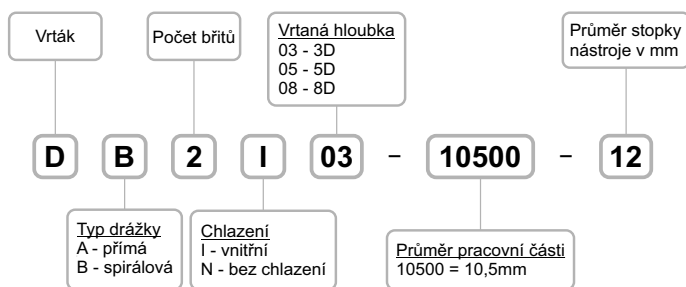 Vrták
Počet břitů
Vrtaná hloubka
03 - 3D
05 - 5D
08 - 8D
Průměr stopky
nástroje v mm
D B 2 I 03 - 10500 - 12
Typ drážky
A - přímá
B - spirálová
Chlazení
I - vnitřní
N - bez chlazení
Průměr pracovní části
10500 = 10,5mm